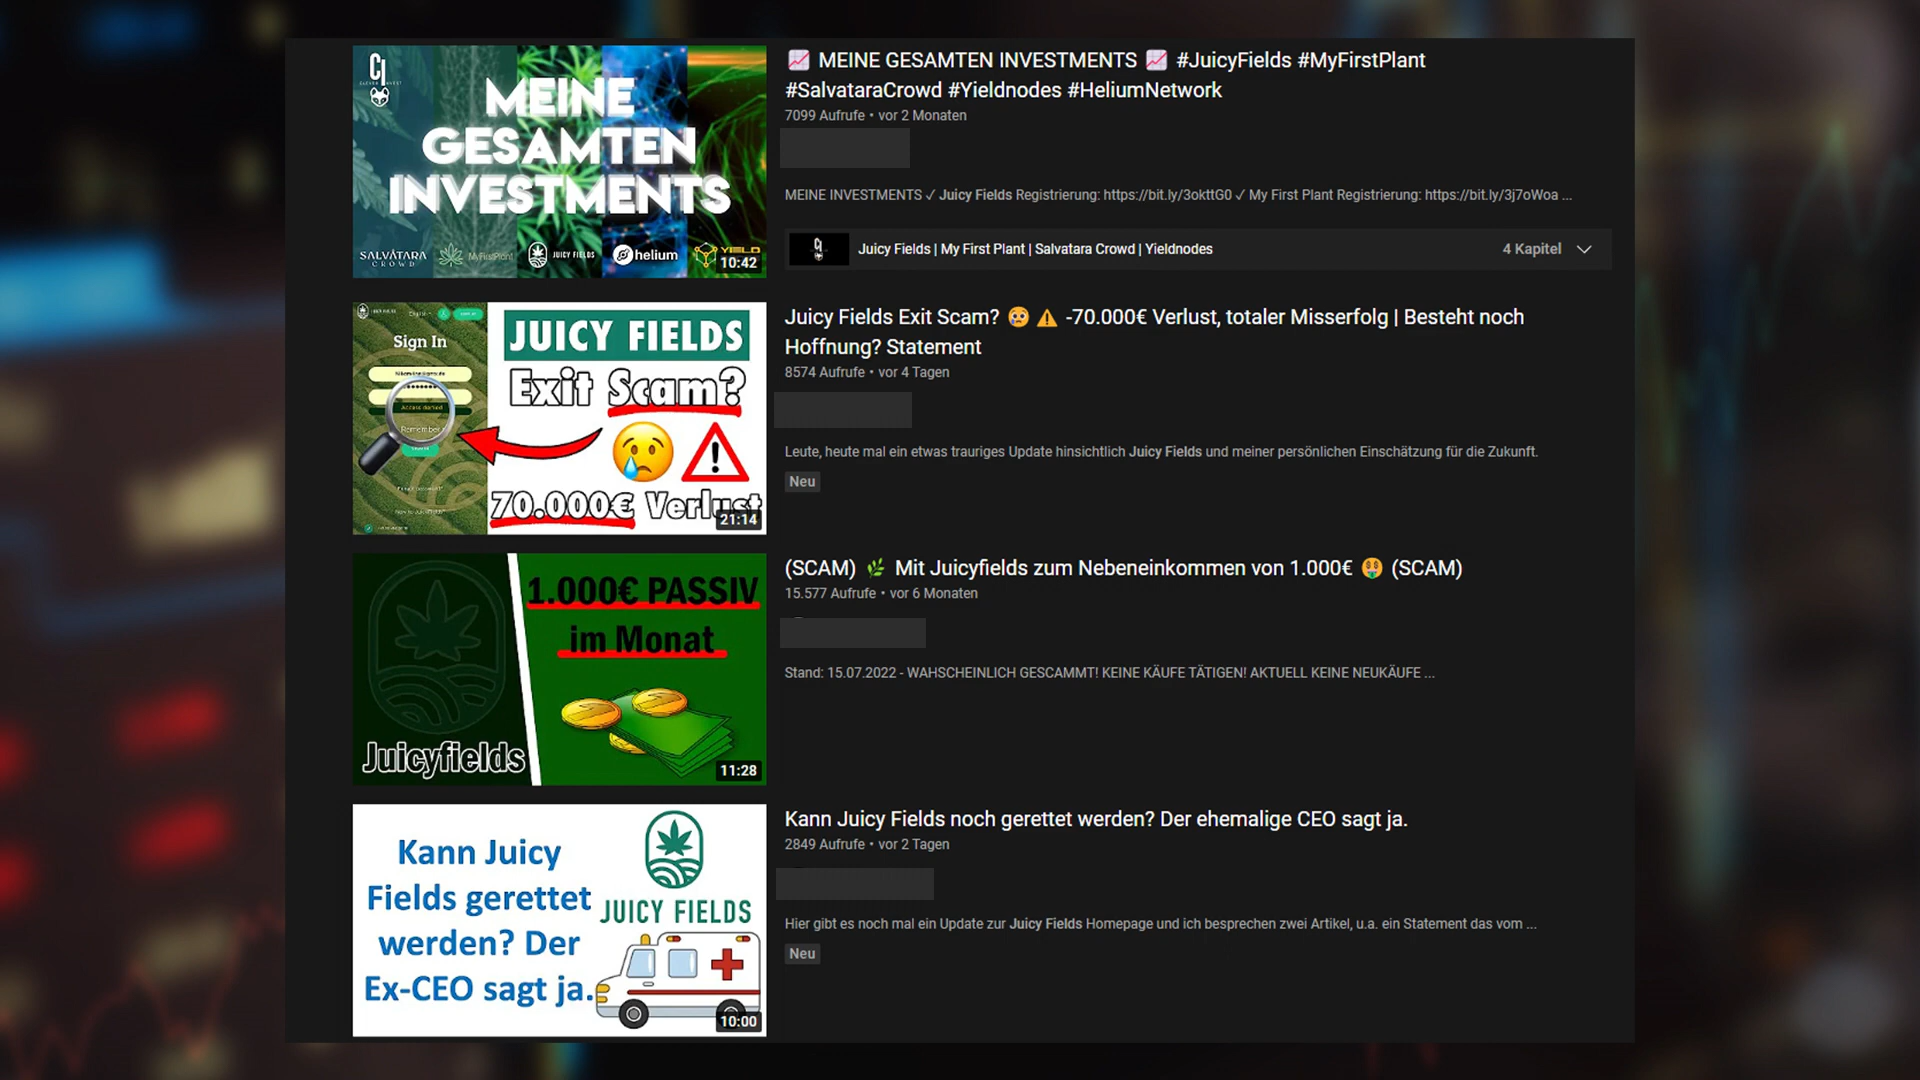 MEINE
GESAMTEN
INVESTMENTS
SALVATARA
CROWD
MyFirstPlant
JUICY FIELDS
helium
YIELD
10:42
📈 MEINE GESAMTEN INVESTMENTS 📈 #JuicyFields #MyFirstPlant
#SalvataraCrowd #Yieldnodes #HeliumNetwork
7099 Aufrufe • vor 2 Monaten
MEINE INVESTMENTS ✓ Juicy Fields Registrierung: https://bit.ly/3okttG0 ✓ My First Plant Registrierung: https://bit.ly/3j7oWoa ...
Juicy Fields | My First Plant | Salvatara Crowd | Yieldnodes
4 Kapitel
Sign In
Access denied
Remember
JUICY FIELDS
Exit Scam?
70.000€ Verlust
21:14
Juicy Fields Exit Scam? 😢 ⚠️ -70.000€ Verlust, totaler Misserfolg | Besteht noch
Hoffnung? Statement
8574 Aufrufe • vor 4 Tagen
Leute, heute mal ein etwas trauriges Update hinsichtlich Juicy Fields und meiner persönlichen Einschätzung für die Zukunft.
Neu
1.000€ PASSIV
im Monat
Juicyfields
11:28
(SCAM) 🌿 Mit Juicyfields zum Nebeneinkommen von 1.000€ 🤑 (SCAM)
15.577 Aufrufe • vor 6 Monaten
Stand: 15.07.2022 - WAHSCHEINLICH GESCAMMT! KEINE KÄUFE TÄTIGEN! AKTUELL KEINE NEUKÄUFE ...
Kann Juicy
Fields gerettet
werden? Der
Ex-CEO sagt ja.
JUICY FIELDS
10:00
Kann Juicy Fields noch gerettet werden? Der ehemalige CEO sagt ja.
2849 Aufrufe • vor 2 Tagen
Hier gibt es noch mal ein Update zur Juicy Fields Homepage und ich besprechen zwei Artikel, u.a. ein Statement das vom ...
Neu